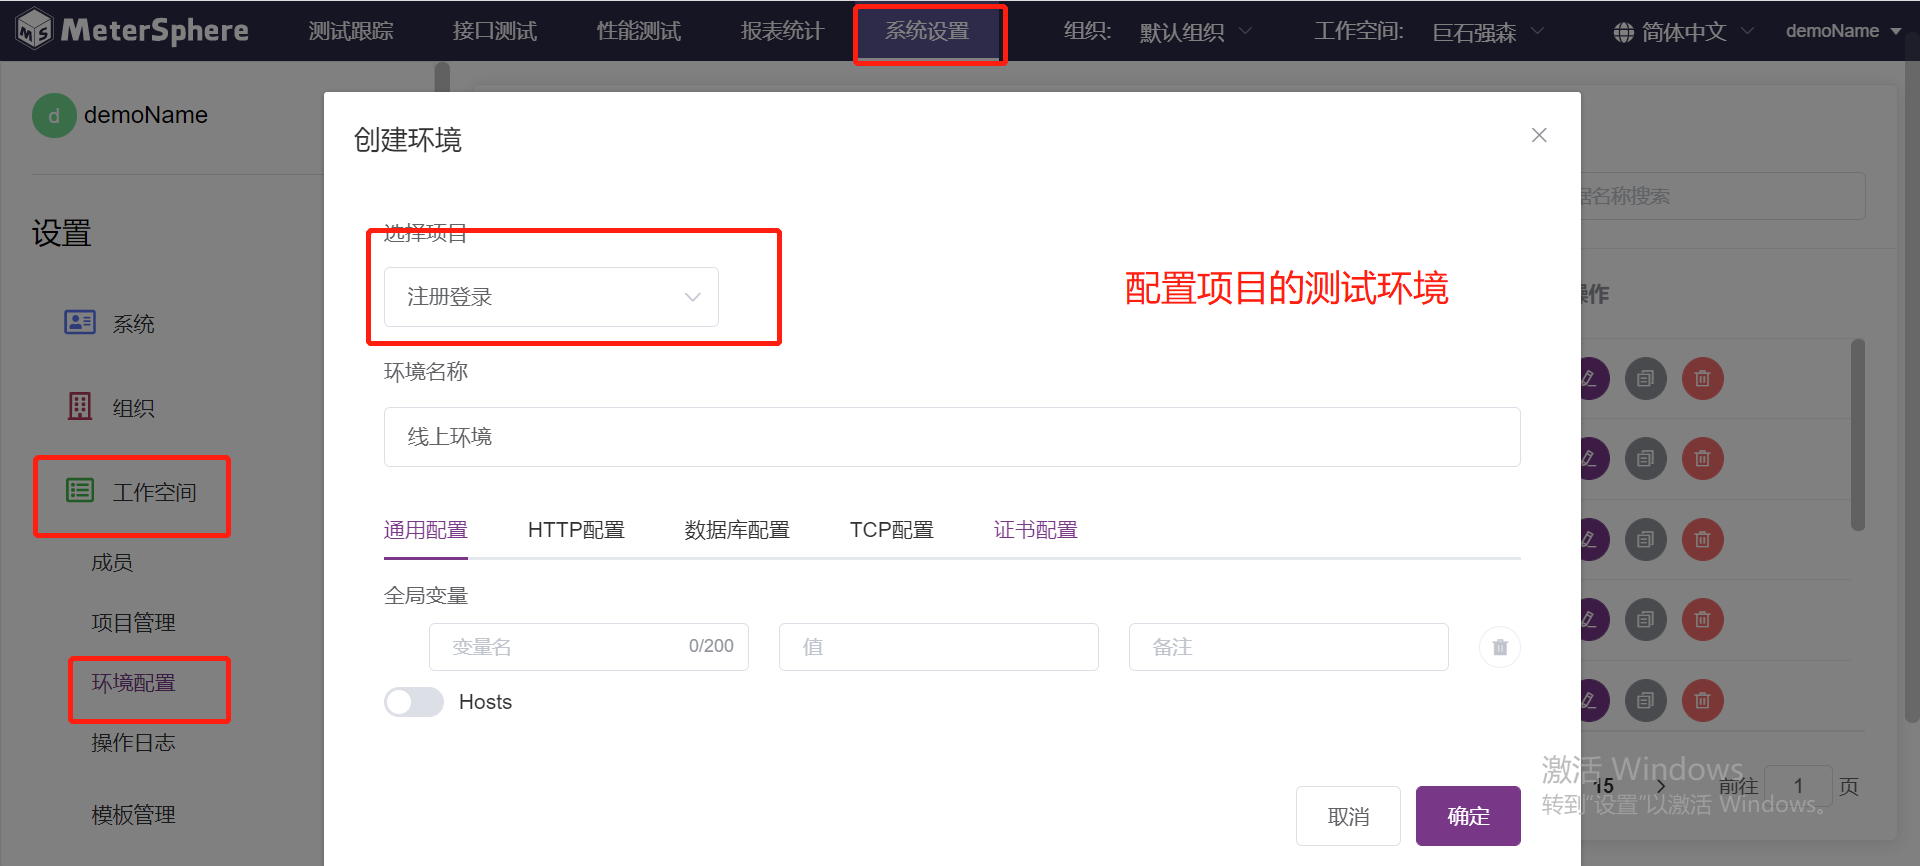 MeterSphere 测试跟踪 接口测试 性能测试 报表统计 系统设置 组织: 默认组织 工作空间: 巨石强森 简体中文 demoName
d demoName
创建环境
据名称搜索
设置
选择项目
注册登录
配置项目的测试环境
操作
系统
环境名称
组织
线上环境
工作空间
通用配置 HTTP配置 数据库配置 TCP配置 证书配置
成员
全局变量
项目管理
变量名 0/200 值 备注
环境配置
Hosts
操作日志
激活 Windows
15 前往 1 页
转到“设置”以激活 Windows。
模板管理
取消 确定